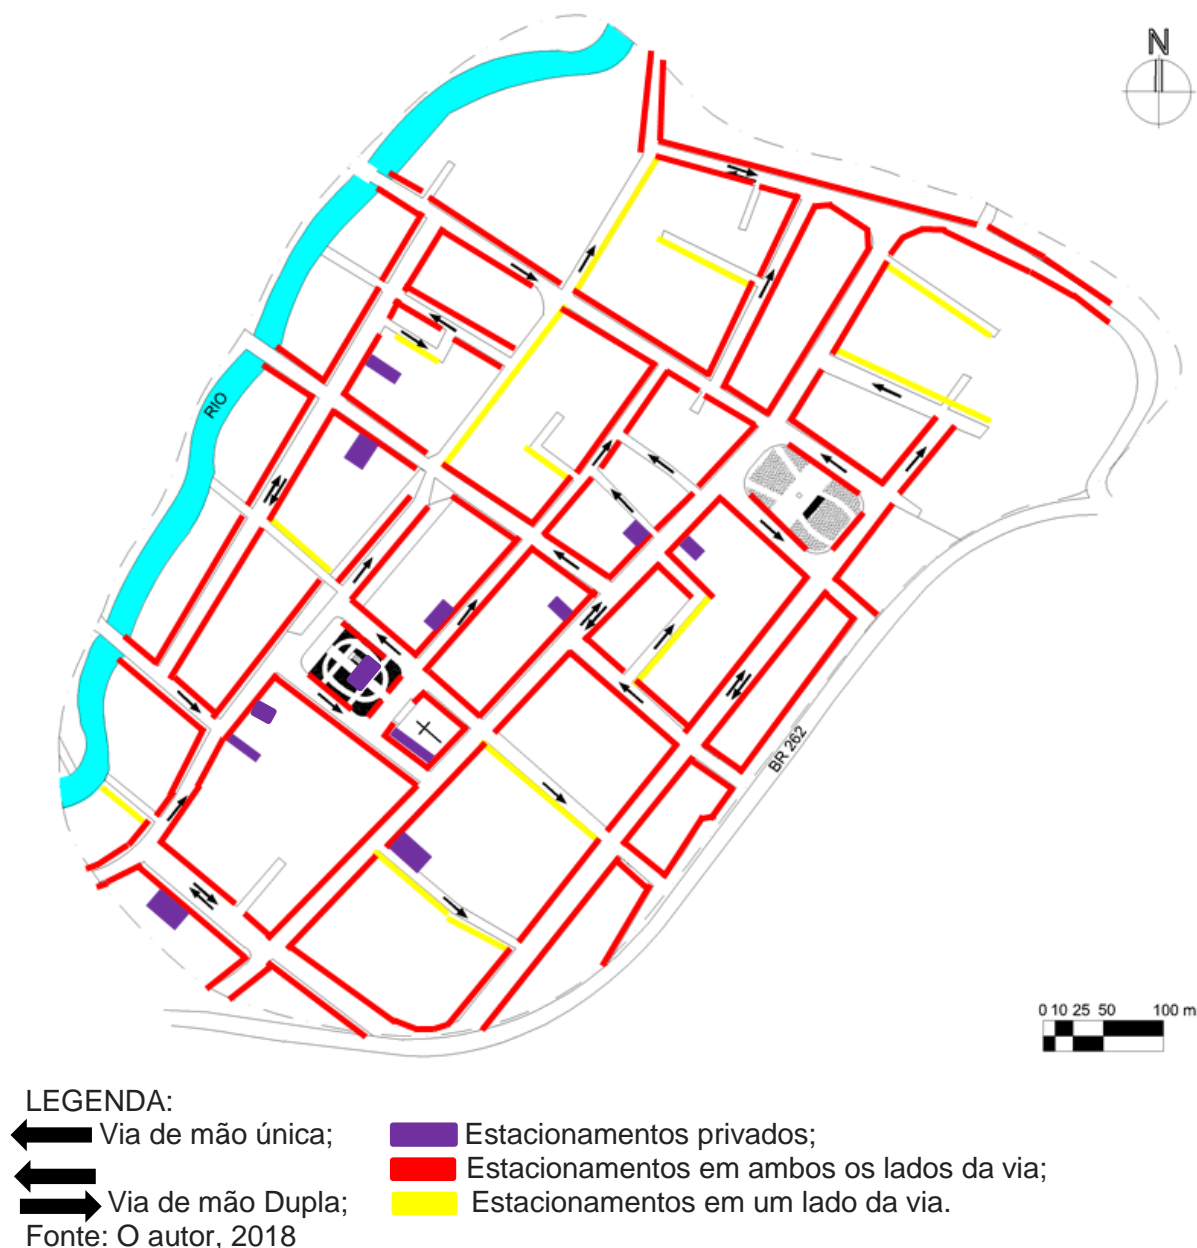 N
RIO
BR 262
0 10 25 50 100 m
LEGENDA:
Via de mão única; Estacionamentos privados;
Estacionamentos em ambos os lados da via;
Via de mão Dupla; Estacionamentos em um lado da via.
Fonte: O autor, 2018